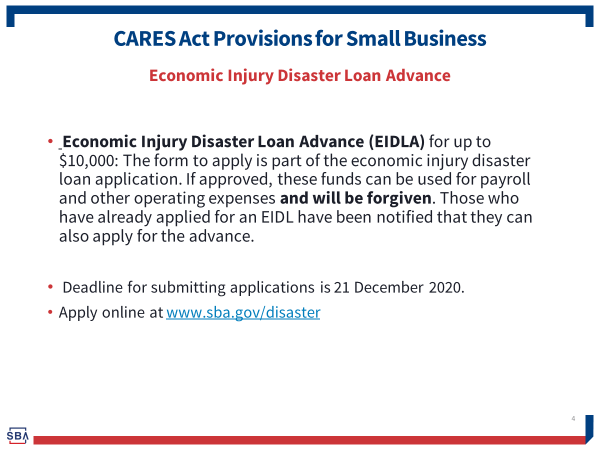 CARES Act Provisions for Small Business
Economic Injury Disaster Loan Advance
• Economic Injury Disaster Loan Advance (EIDLA) for up to
$10,000: The form to apply is part of the economic injury disaster
loan application. If approved, these funds can be used for payroll
and other operating expenses and will be forgiven. Those who
have already applied for an EIDL have been notified that they can
also apply for the advance.
• Deadline for submitting applications is 21 December 2020.
• Apply online at www.sba.gov/disaster
4
SBA